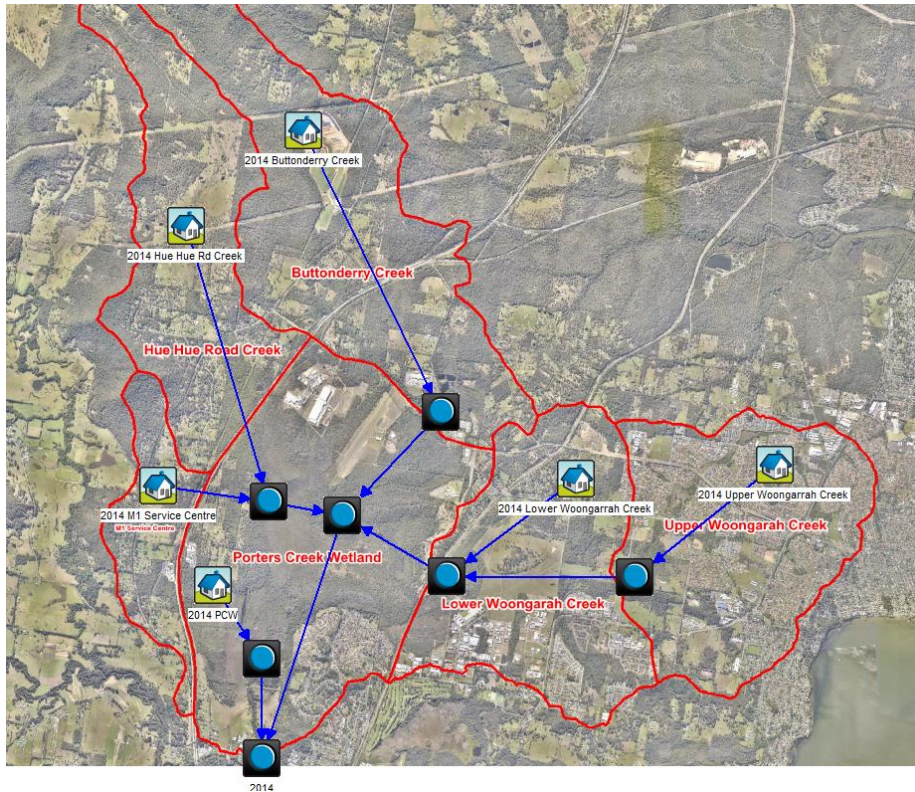 2014 Buttonderry Creek
2014 Hue Hue Rd Creek
Buttonderry Creek
Hue Hue Road Creek
2014 M1 Service Centre
M1 Service Centre
2014 Lower Woongarrah Creek
2014 Upper Woongarrah Creek
Upper Woongarah Creek
Porters Creek Wetland
Lower Woongarah Creek
2014 PCW
2014